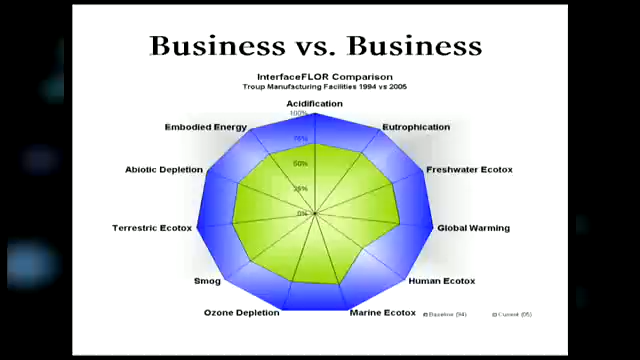 Business vs. Business
InterfaceFLOR Comparison
Troup Manufacturing Facilities 1994 vs 2005
Acidification
100%
Embodied Energy
Eutrophication
75%
Abiotic Depletion
50%
Freshwater Ecotox
25%
0%
Terrestric Ecotox
Global Warming
Smog
Human Ecotox
Ozone Depletion
Marine Ecotox
Baseline (94)
Current (05)